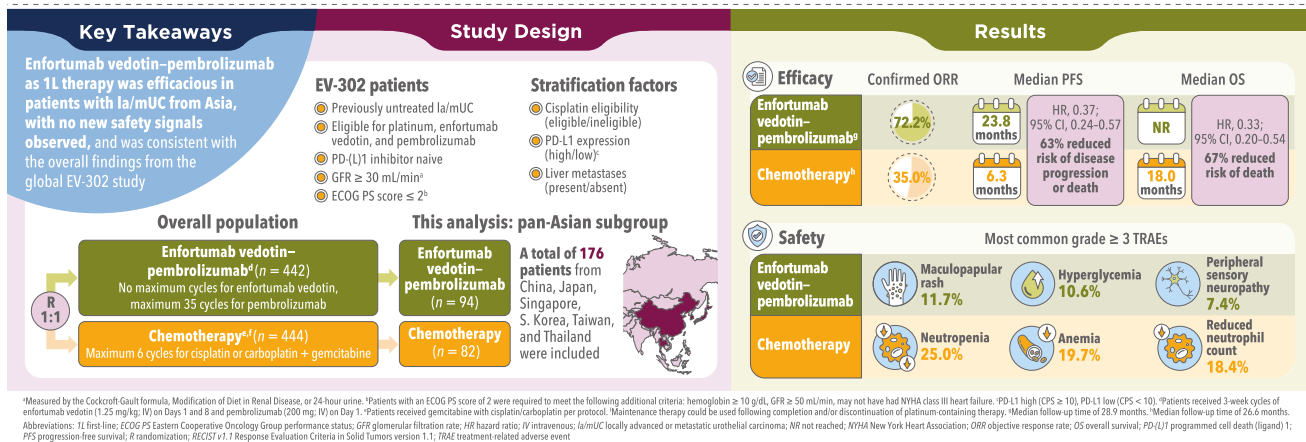 Key Takeaways
Enfortumab vedotin–pembrolizumab
as 1L therapy was efficacious in
patients with la/mUC from Asia,
with no new safety signals
observed, and was consistent with
the overall findings from the
global EV-302 study
Study Design
EV-302 patients
Previously untreated la/mUC
Eligible for platinum, enfortumab
vedotin, and pembrolizumab
PD-(L)1 inhibitor naive
GFR ≥ 30 mL/minᵃ
ECOG PS score ≤ 2ᵇ
Stratification factors
Cisplatin eligibility
(eligible/ineligible)
PD-L1 expression
(high/low)ᶜ
Liver metastases
(present/absent)
Overall population
R
1:1
Enfortumab vedotin–
pembrolizumabᵈ (n = 442)
No maximum cycles for enfortumab vedotin,
maximum 35 cycles for pembrolizumab
Chemotherapyᵉ,ᶠ (n = 444)
Maximum 6 cycles for cisplatin or carboplatin + gemcitabine
This analysis: pan-Asian subgroup
Enfortumab
vedotin–
pembrolizumab
(n = 94)
Chemotherapy
(n = 82)
A total of 176
patients from
China, Japan,
Singapore,
S. Korea, Taiwan,
and Thailand
were included
Results
Efficacy
Confirmed ORR
Median PFS
Median OS
Enfortumab
vedotin–
pembrolizumabᵍ
72.2%
23.8
months
HR, 0.37;
95% CI, 0.24–0.57
63% reduced
risk of disease
progression
or death
NR
HR, 0.33;
95% CI, 0.20–0.54
67% reduced
risk of death
Chemotherapyʰ
35.0%
6.3
months
18.0
months
Safety
Most common grade ≥ 3 TRAEs
Enfortumab
vedotin–
pembrolizumab
Maculopapular
rash
11.7%
Hyperglycemia
10.6%
Peripheral
sensory
neuropathy
7.4%
Chemotherapy
Neutropenia
25.0%
Anemia
19.7%
Reduced
neutrophil
count
18.4%
ᵃMeasured by the Cockcroft-Gault formula, Modification of Diet in Renal Disease, or 24-hour urine. ᵇPatients with an ECOG PS score of 2 were required to meet the following additional criteria: hemoglobin ≥ 10 g/dL, GFR ≥ 50 mL/min, may not have had NYHA class III heart failure. ᶜPD-L1 high (CPS ≥ 10), PD-L1 low (CPS < 10). ᵈPatients received 3-week cycles of
enfortumab vedotin (1.25 mg/kg; IV) on Days 1 and 8 and pembrolizumab (200 mg; IV) on Day 1. ᵉPatients received gemcitabine with cisplatin/carboplatin per protocol. ᶠMaintenance therapy could be used following completion and/or discontinuation of platinum-containing therapy. ᵍMedian follow-up time of 28.9 months. ʰMedian follow-up time of 26.6 months.
Abbreviations: 1L first-line; ECOG PS Eastern Cooperative Oncology Group performance status; GFR glomerular filtration rate; HR hazard ratio; IV intravenous; la/mUC locally advanced or metastatic urothelial carcinoma; NR not reached; NYHA New York Heart Association; ORR objective response rate; OS overall survival; PD-(L)1 programmed cell death (ligand) 1;
PFS progression-free survival; R randomization; RECIST v1.1 Response Evaluation Criteria in Solid Tumors version 1.1; TRAE treatment-related adverse event